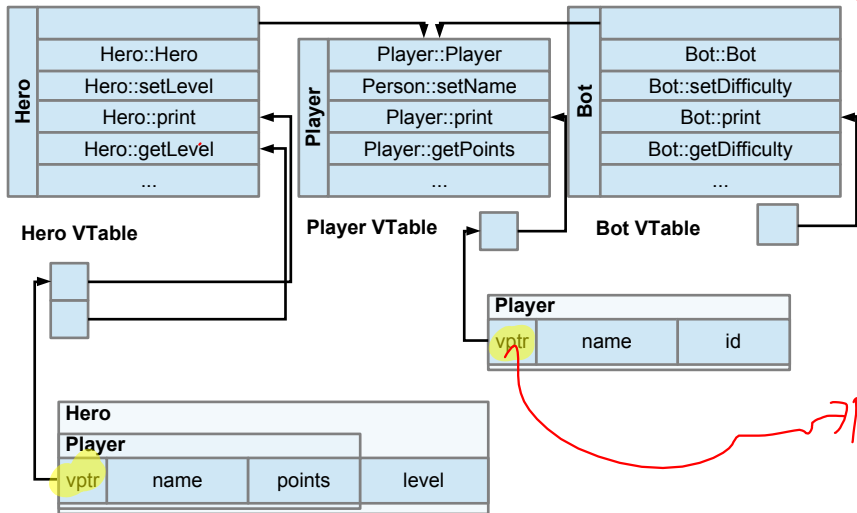 Hero
Hero::Hero
Hero::setLevel
Hero::print
Hero::getLevel
...
Player
Player::Player
Person::setName
Player::print
Player::getPoints
...
Bot
Bot::Bot
Bot::setDifficulty
Bot::print
Bot::getDifficulty
...
Hero VTable
Player VTable
Bot VTable
Player
vptr
name
id
Hero
Player
vptr
name
points
level